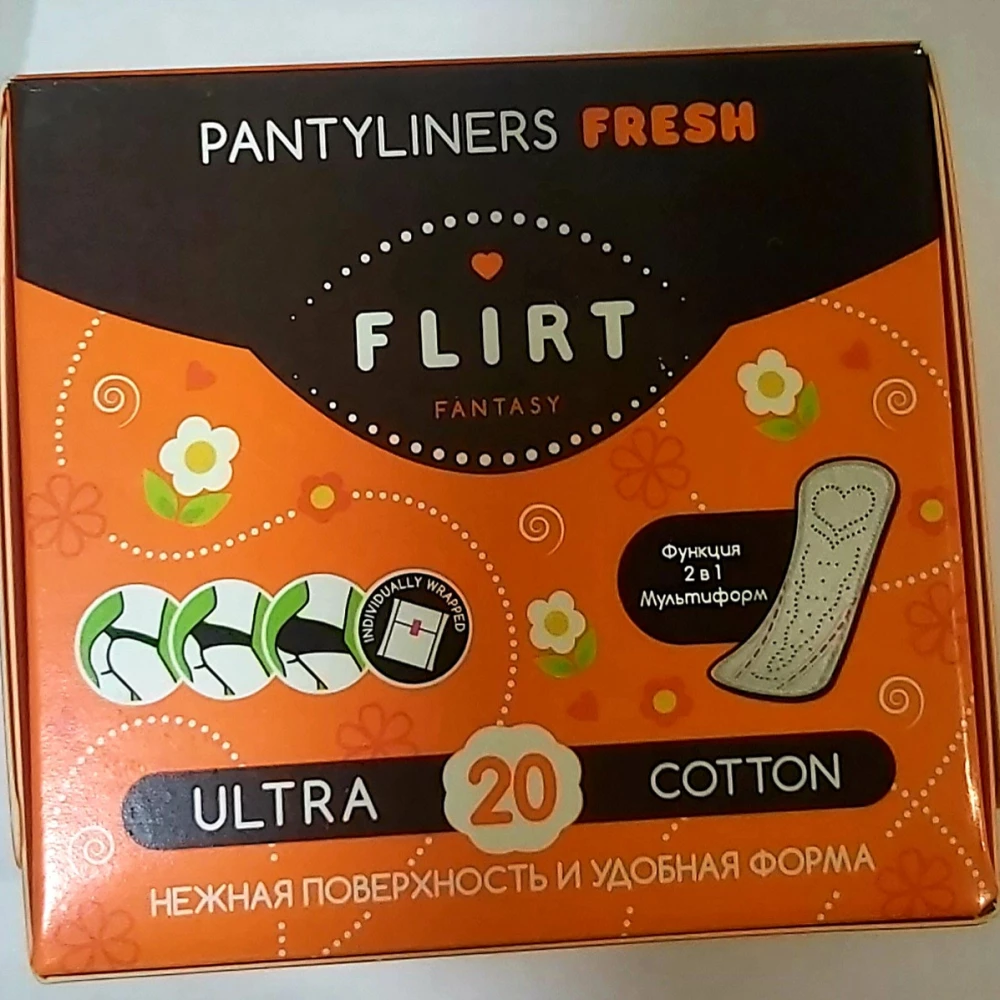 PANTYLINERS FRESH
FLIRT
FANTASY
Функция
2 в 1
Мультиформ
INDIVIDUALLY WRAPPED
ULTRA 20 COTTON
НЕЖНАЯ ПОВЕРХНОСТЬ И УДОБНАЯ ФОРМА